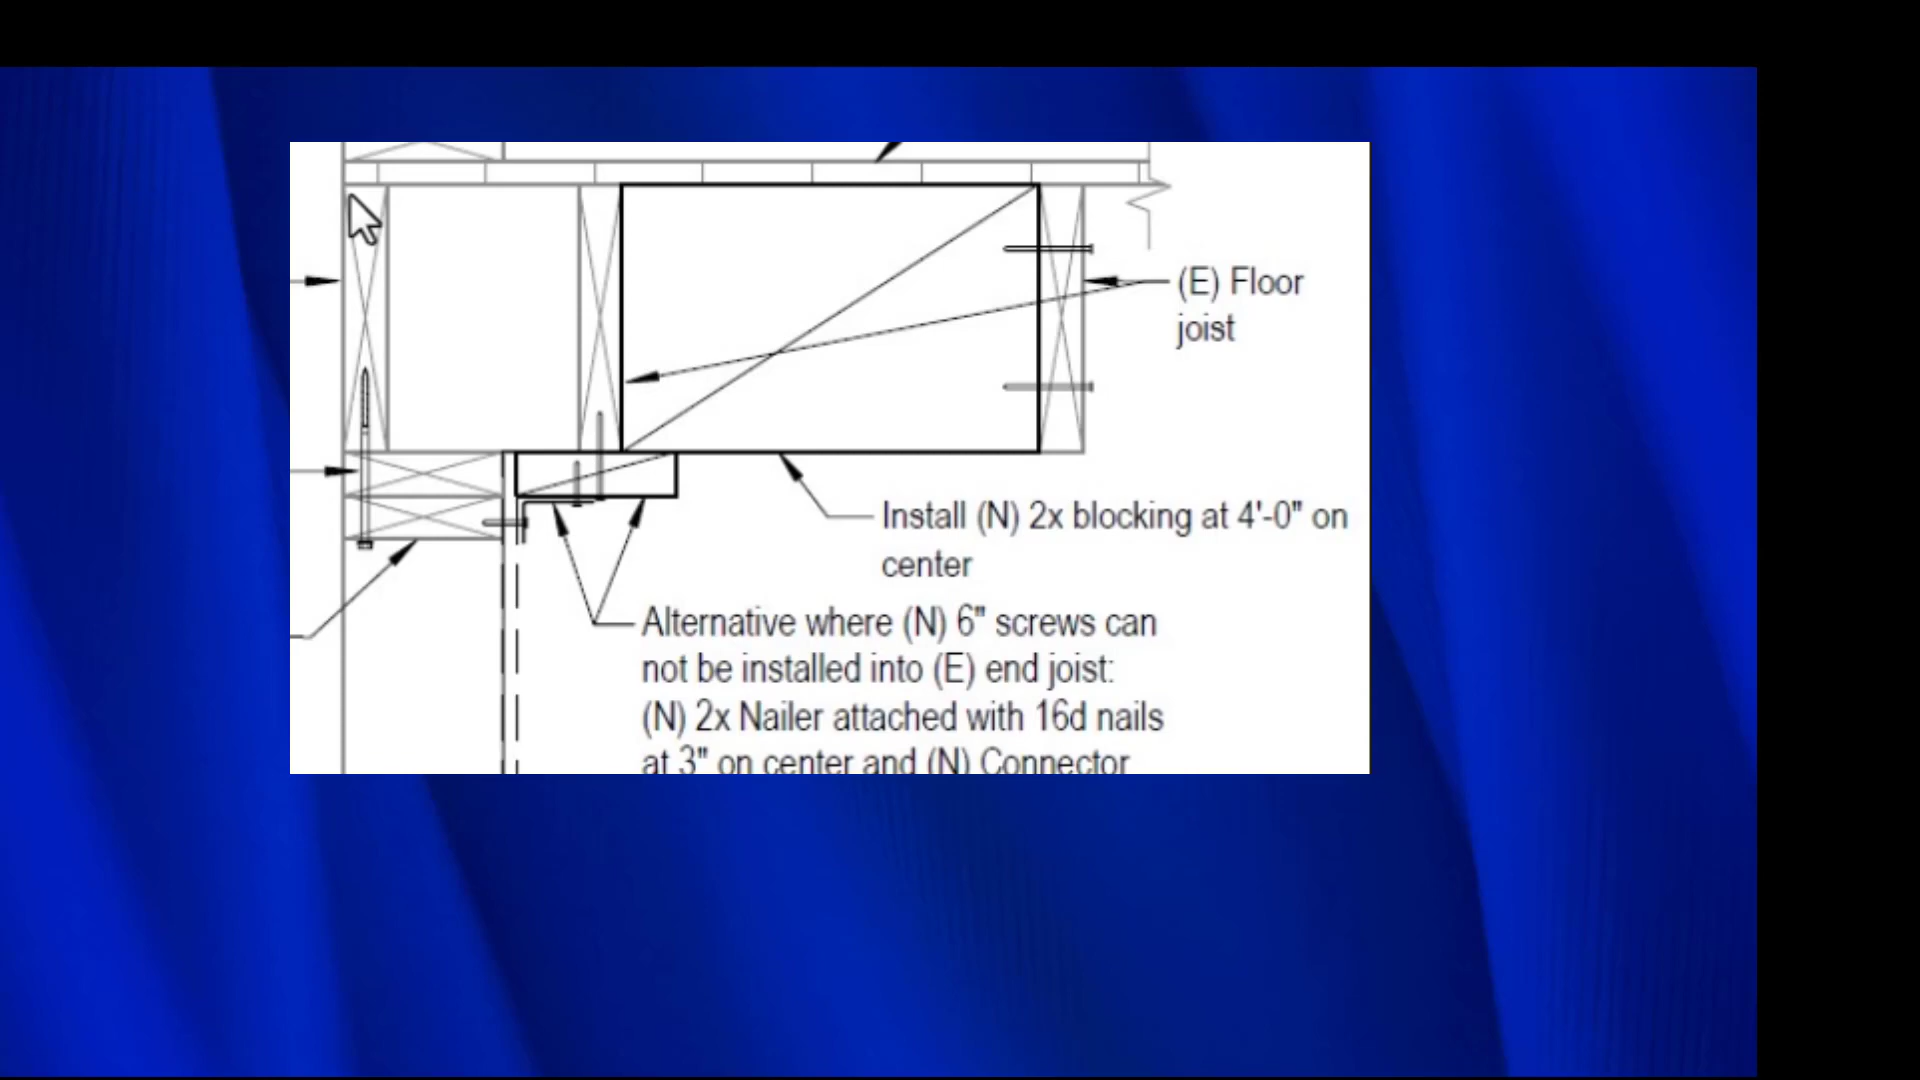 (E) Floor
joist
Install (N) 2x blocking at 4'-0" on
center
Alternative where (N) 6" screws can
not be installed into (E) end joist:
(N) 2x Nailer attached with 16d nails
at 3" on center and (N) Connector